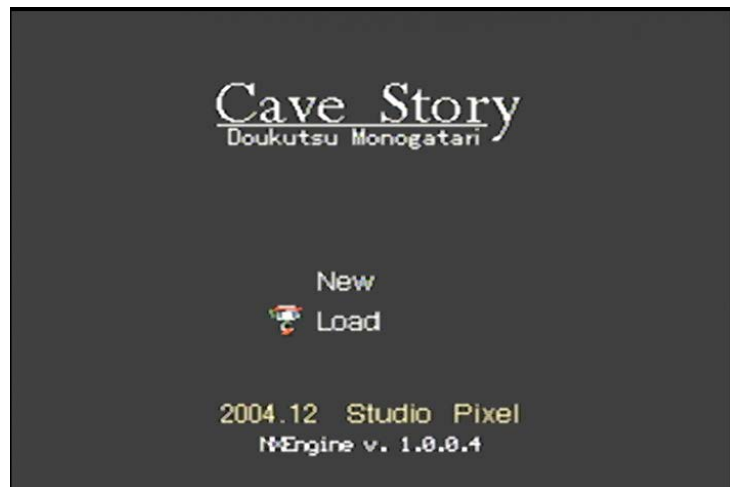 Cave Story
Doukutsu Monogatari
New
Load
2004.12 Studio Pixel
NXEngine v. 1.0.0.4